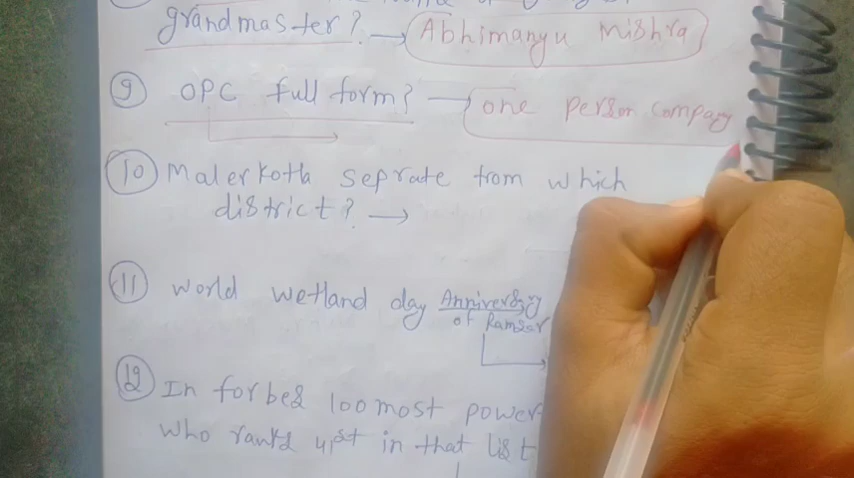 grandmaster? → Abhimanyu Mishra
9 OPC full form? → one person Company
10 Malerkotla seprate from which
district? →
11 world wetland day Anniversary
of Ramsar
12 In forbes 100 most power
who ranks 41st in that list